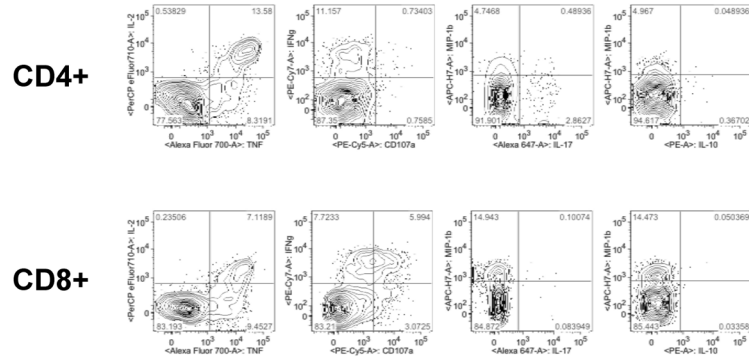 CD4+
0.53829 13.58
77.563 8.3191
<PerCP eFluor710-A>: IL-2
<Alexa Fluor 700-A>: TNF
11.157 0.73403
87.35 0.7585
<PE-Cy7-A>: IFNg
<PE-Cy5-A>: CD107a
4.7468 0.48936
91.901 2.8627
<APC-H7-A>: MIP-1b
<Alexa 647-A>: IL-17
4.967 0.048936
94.617 0.36702
<APC-H7-A>: MIP-1b
<PE-A>: IL-10
CD8+
0.23506 7.1189
83.193 9.4527
<PerCP eFluor710-A>: IL-2
<Alexa Fluor 700-A>: TNF
7.7233 5.994
83.21 3.0725
<PE-Cy7-A>: IFNg
<PE-Cy5-A>: CD107a
14.943 0.10074
84.872 0.083949
<APC-H7-A>: MIP-1b
<Alexa 647-A>: IL-17
14.473 0.050369
85.443 0.03358
<APC-H7-A>: MIP-1b
<PE-A>: IL-10